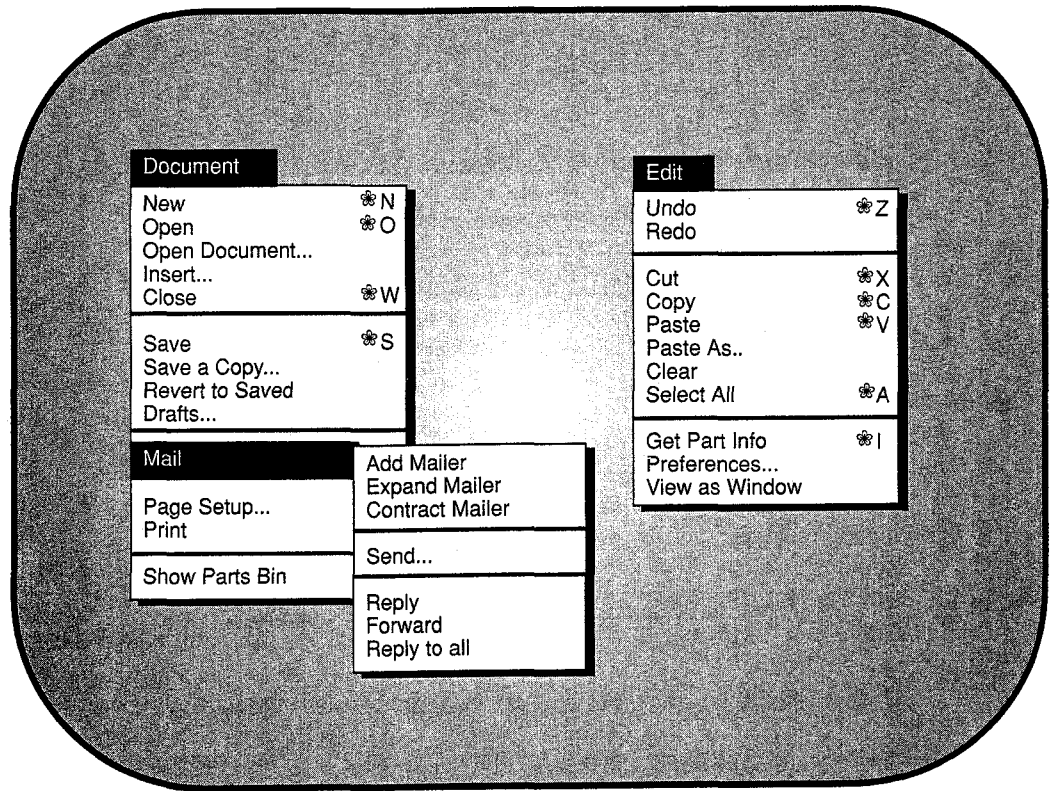 Document
New ❀ N
Open ❀ O
Open Document...
Insert...
Close ❀ W
Save ❀ S
Save a Copy...
Revert to Saved
Drafts...
Mail
Page Setup...
Print
Show Parts Bin
Add Mailer
Expand Mailer
Contract Mailer
Send...
Reply
Forward
Reply to all
Edit
Undo ❀ Z
Redo
Cut ❀ X
Copy ❀ C
Paste ❀ V
Paste As..
Clear
Select All ❀ A
Get Part Info ❀ I
Preferences...
View as Window